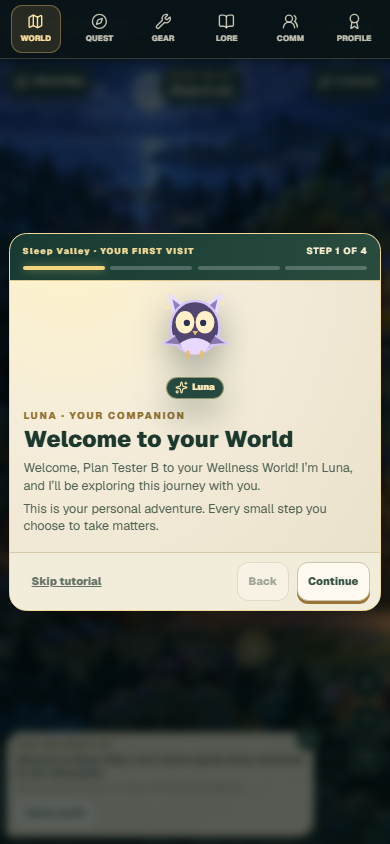 WORLD
QUEST
GEAR
LORE
COMM
PROFILE
Sleep Valley · YOUR FIRST VISIT
STEP 1 OF 4
Luna
LUNA · YOUR COMPANION
Welcome to your World
Welcome, Plan Tester B to your Wellness World! I’m Luna,
and I’ll be exploring this journey with you.
This is your personal adventure. Every small step you
choose to take matters.
Skip tutorial
Back
Continue